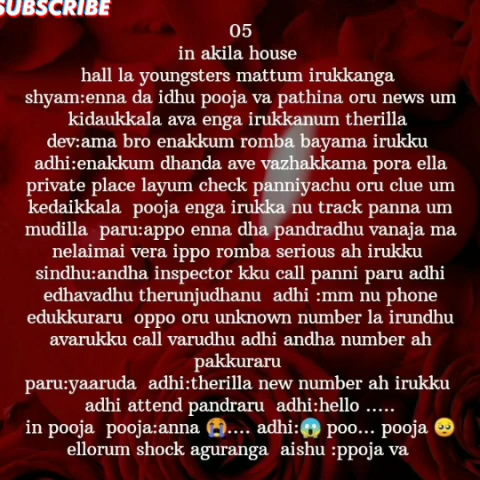 SUBSCRIBE
05
in akila house
hall la youngsters mattum irukkanga
shyam:enna da idhu pooja va pathina oru news um
kidaukkala ava enga irukkanum therilla
dev:ama bro enakkum romba bayama irukku
adhi:enakkum dhanda ave vazhakkama pora ella
private place layum check panniyachu oru clue um
kedaikkala pooja enga irukka nu track panna um
mudilla paru:appo enna dha pandradhu vanaja ma
nelaimai vera ippo romba serious ah irukku
sindhu:andha inspector kku call panni paru adhi
edhavadhu therunjudhanu adhi :mm nu phone
edukkuraru oppo oru unknown number la irundhu
avarukku call varudhu adhi andha number ah
pakkuraru
paru:yaaruda adhi:therilla new number ah irukku
adhi attend pandraru adhi:hello .....
in pooja pooja:anna 😭.... adhi:😱 poo... pooja 🥺
ellorum shock aguranga aishu :ppoja va